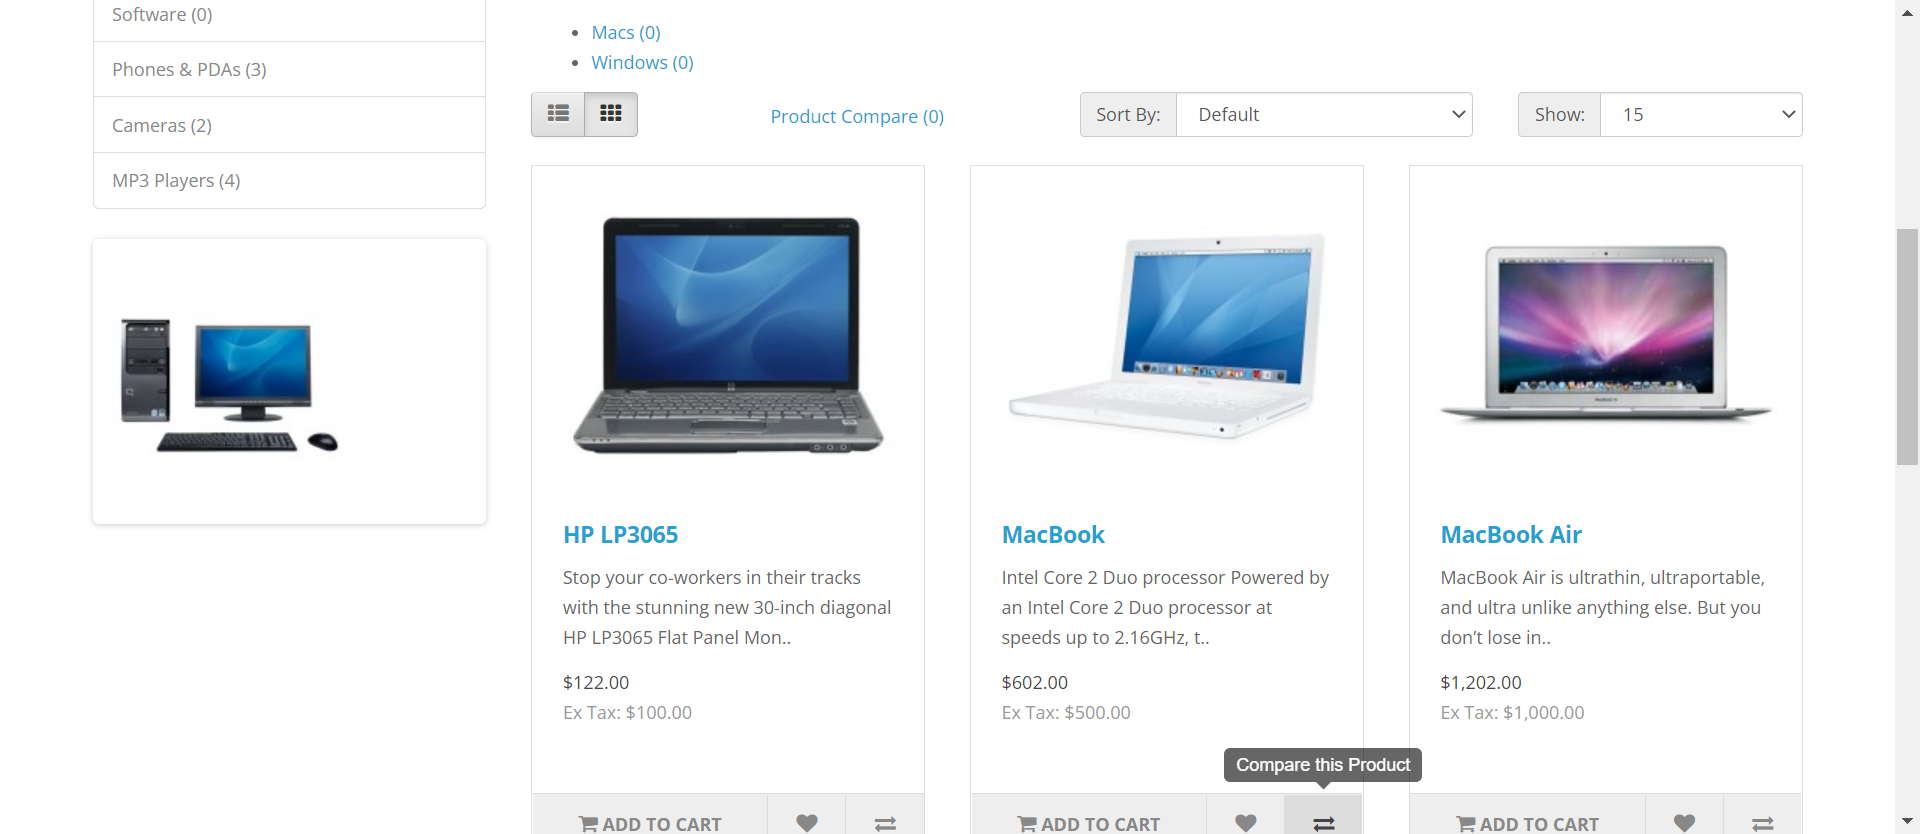 Software (0)
Phones & PDAs (3)
Cameras (2)
MP3 Players (4)
Macs (0)
Windows (0)
Product Compare (0)
Sort By: Default
Show: 15
HP LP3065
Stop your co-workers in their tracks
with the stunning new 30-inch diagonal
HP LP3065 Flat Panel Mon..
$122.00
Ex Tax: $100.00
ADD TO CART
MacBook
Intel Core 2 Duo processor Powered by
an Intel Core 2 Duo processor at
speeds up to 2.16GHz, t..
$602.00
Ex Tax: $500.00
Compare this Product
ADD TO CART
MacBook Air
MacBook Air is ultrathin, ultraportable,
and ultra unlike anything else. But you
don’t lose in..
$1,202.00
Ex Tax: $1,000.00
ADD TO CART